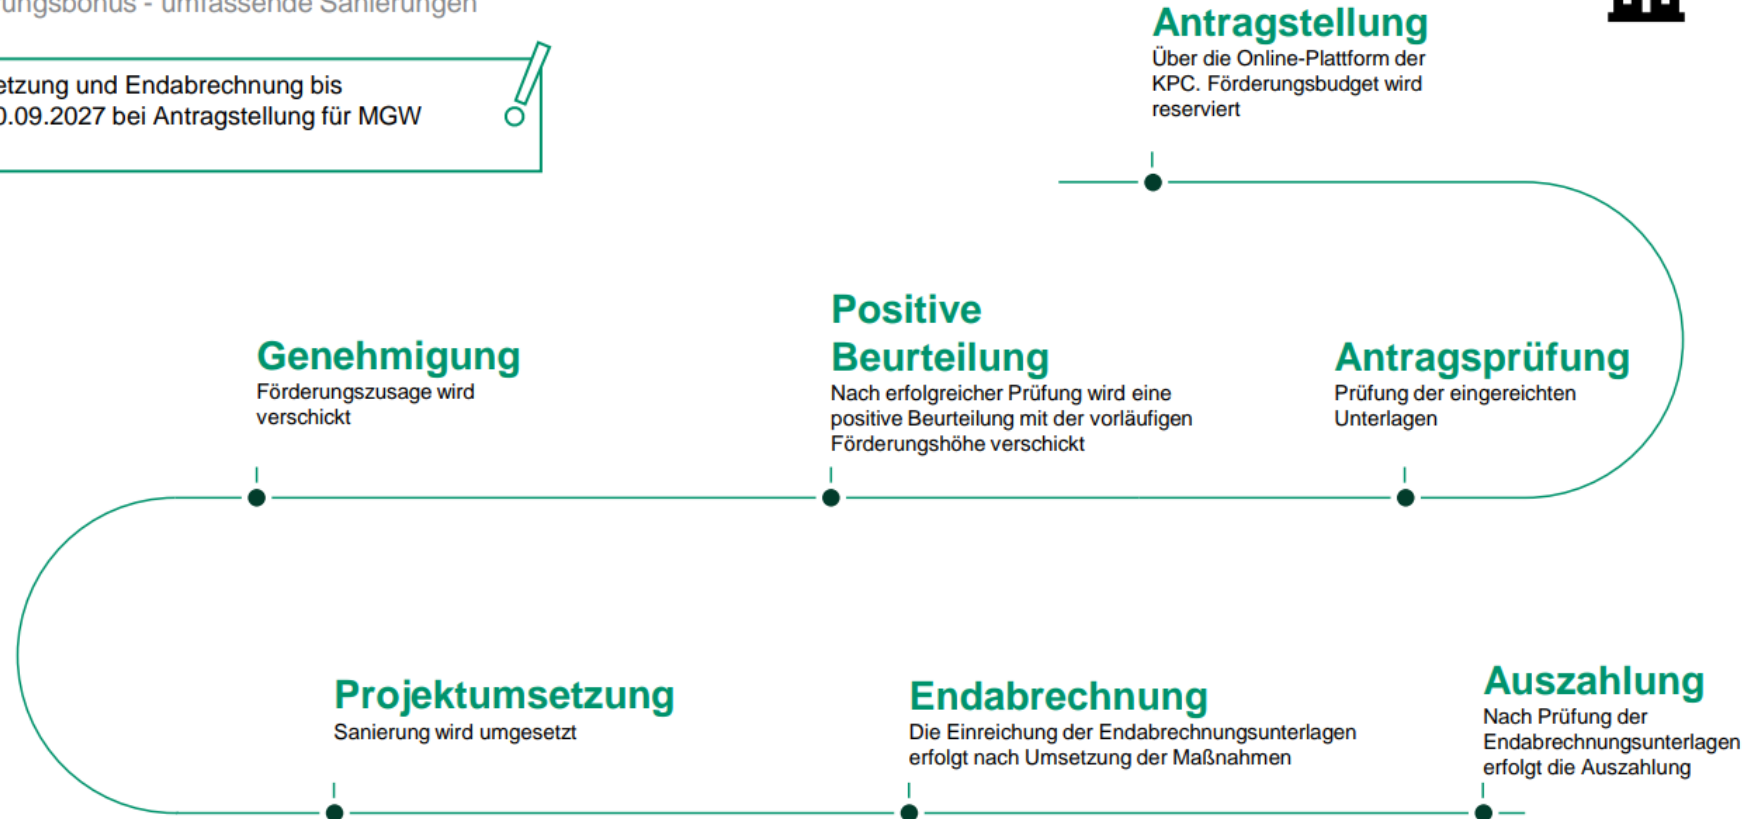 ungsbonus - umfassende Sanierungen
etzung und Endabrechnung bis
0.09.2027 bei Antragstellung für MGW
Antragstellung
Über die Online-Plattform der
KPC. Förderungsbudget wird
reserviert
Antragsprüfung
Prüfung der eingereichten
Unterlagen
Positive
Beurteilung
Nach erfolgreicher Prüfung wird eine
positive Beurteilung mit der vorläufigen
Förderungshöhe verschickt
Genehmigung
Förderungszusage wird
verschickt
Projektumsetzung
Sanierung wird umgesetzt
Endabrechnung
Die Einreichung der Endabrechnungsunterlagen
erfolgt nach Umsetzung der Maßnahmen
Auszahlung
Nach Prüfung der
Endabrechnungsunterlagen
erfolgt die Auszahlung